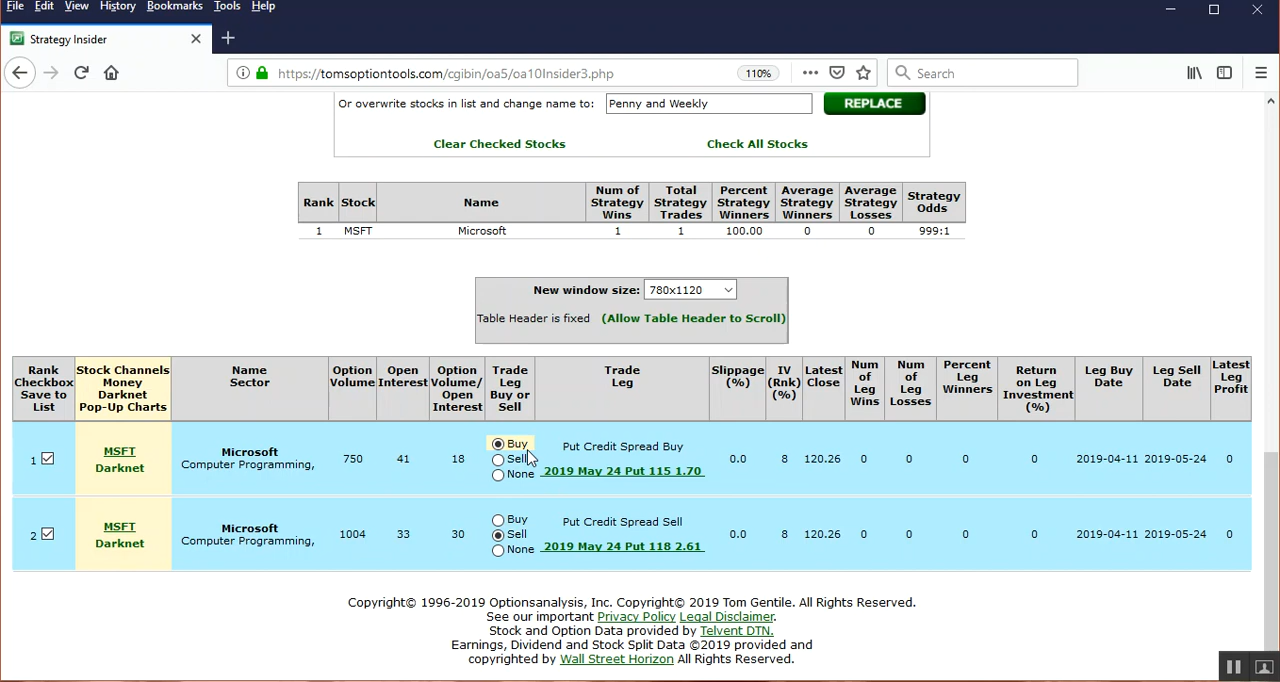 File Edit View History Bookmarks Tools Help
Strategy Insider
https://tomsoptiontools.com/cgibin/oa5/oa10Insider3.php 110% Search
Or overwrite stocks in list and change name to: Penny and Weekly REPLACE
Clear Checked Stocks Check All Stocks
Rank Stock Name Num of Strategy Wins Total Strategy Trades Percent Strategy Winners Average Strategy Winners Average Strategy Losses Strategy Odds
1 MSFT Microsoft 1 1 100.00 0 0 999:1
New window size: 780x1120
Table Header is fixed (Allow Table Header to Scroll)
Rank Checkbox Save to List Stock Channels Money Darknet Pop-Up Charts Name Sector Option Volume Open Interest Option Volume/ Open Interest Trade Leg Buy or Sell Trade Leg Slippage (%) IV (Rnk) (%) Latest Close Num of Leg Wins Num of Leg Losses Percent Leg Winners Return on Leg Investment (%) Leg Buy Date Leg Sell Date Latest Leg Profit
1 MSFT Darknet Microsoft Computer Programming, 750 41 18 Buy Sell None Put Credit Spread Buy 2019 May 24 Put 115 1.70 0.0 8 120.26 0 0 0 0 2019-04-11 2019-05-24 0
2 MSFT Darknet Microsoft Computer Programming, 1004 33 30 Buy Sell None Put Credit Spread Sell 2019 May 24 Put 118 2.61 0.0 8 120.26 0 0 0 0 2019-04-11 2019-05-24 0
Copyright© 1996-2019 Optionsanalysis, Inc. Copyright© 2019 Tom Gentile. All Rights Reserved.
See our important Privacy Policy Legal Disclaimer.
Stock and Option Data provided by Telvent DTN.
Earnings, Dividend and Stock Split Data ©2019 provided and
copyrighted by Wall Street Horizon All Rights Reserved.